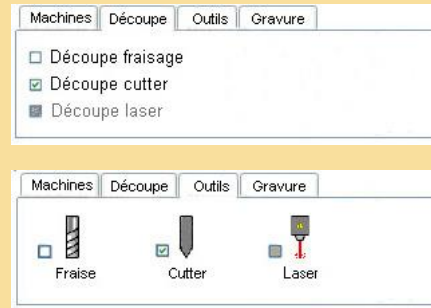 Machines Découpe Outils Gravure
Découpe fraisage
Découpe cutter
Découpe laser
Machines Découpe Outils Gravure
Fraise Cutter Laser